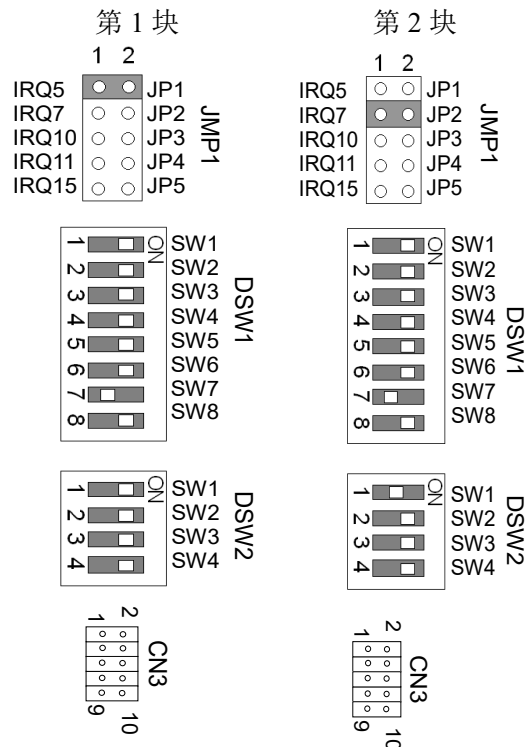 第 1 块
1 2
IRQ5 JP1
IRQ7 JP2
IRQ10 JP3
IRQ11 JP4
IRQ15 JP5
JMP1
1 ON SW1
2 SW2
3 SW3
4 SW4
5 SW5
6 SW6
7 SW7
8 SW8
DSW1
1 ON SW1
2 SW2
3 SW3
4 SW4
DSW2
1 2
CN3
9 10
第 2 块
1 2
IRQ5 JP1
IRQ7 JP2
IRQ10 JP3
IRQ11 JP4
IRQ15 JP5
JMP1
1 ON SW1
2 SW2
3 SW3
4 SW4
5 SW5
6 SW6
7 SW7
8 SW8
DSW1
1 ON SW1
2 SW2
3 SW3
4 SW4
DSW2
1 2
CN3
9 10